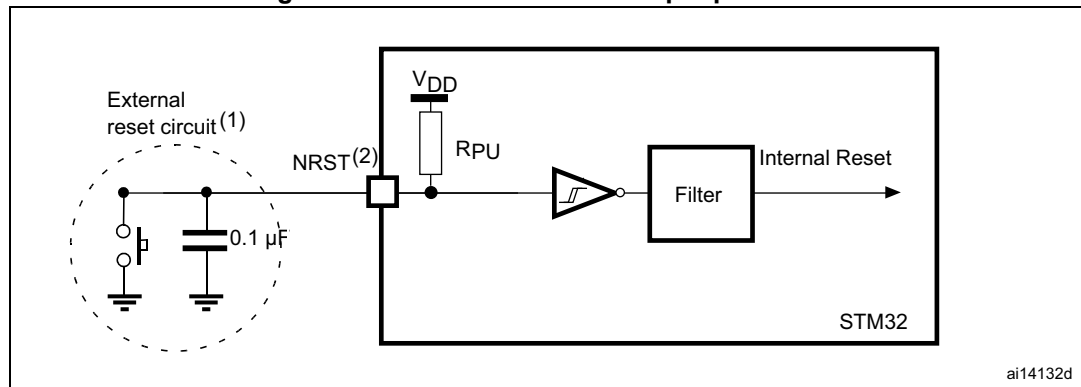 VDD
External
reset circuit(1)
NRST(2)
RPU
Internal Reset
Filter
0.1 μF
STM32
ai14132d